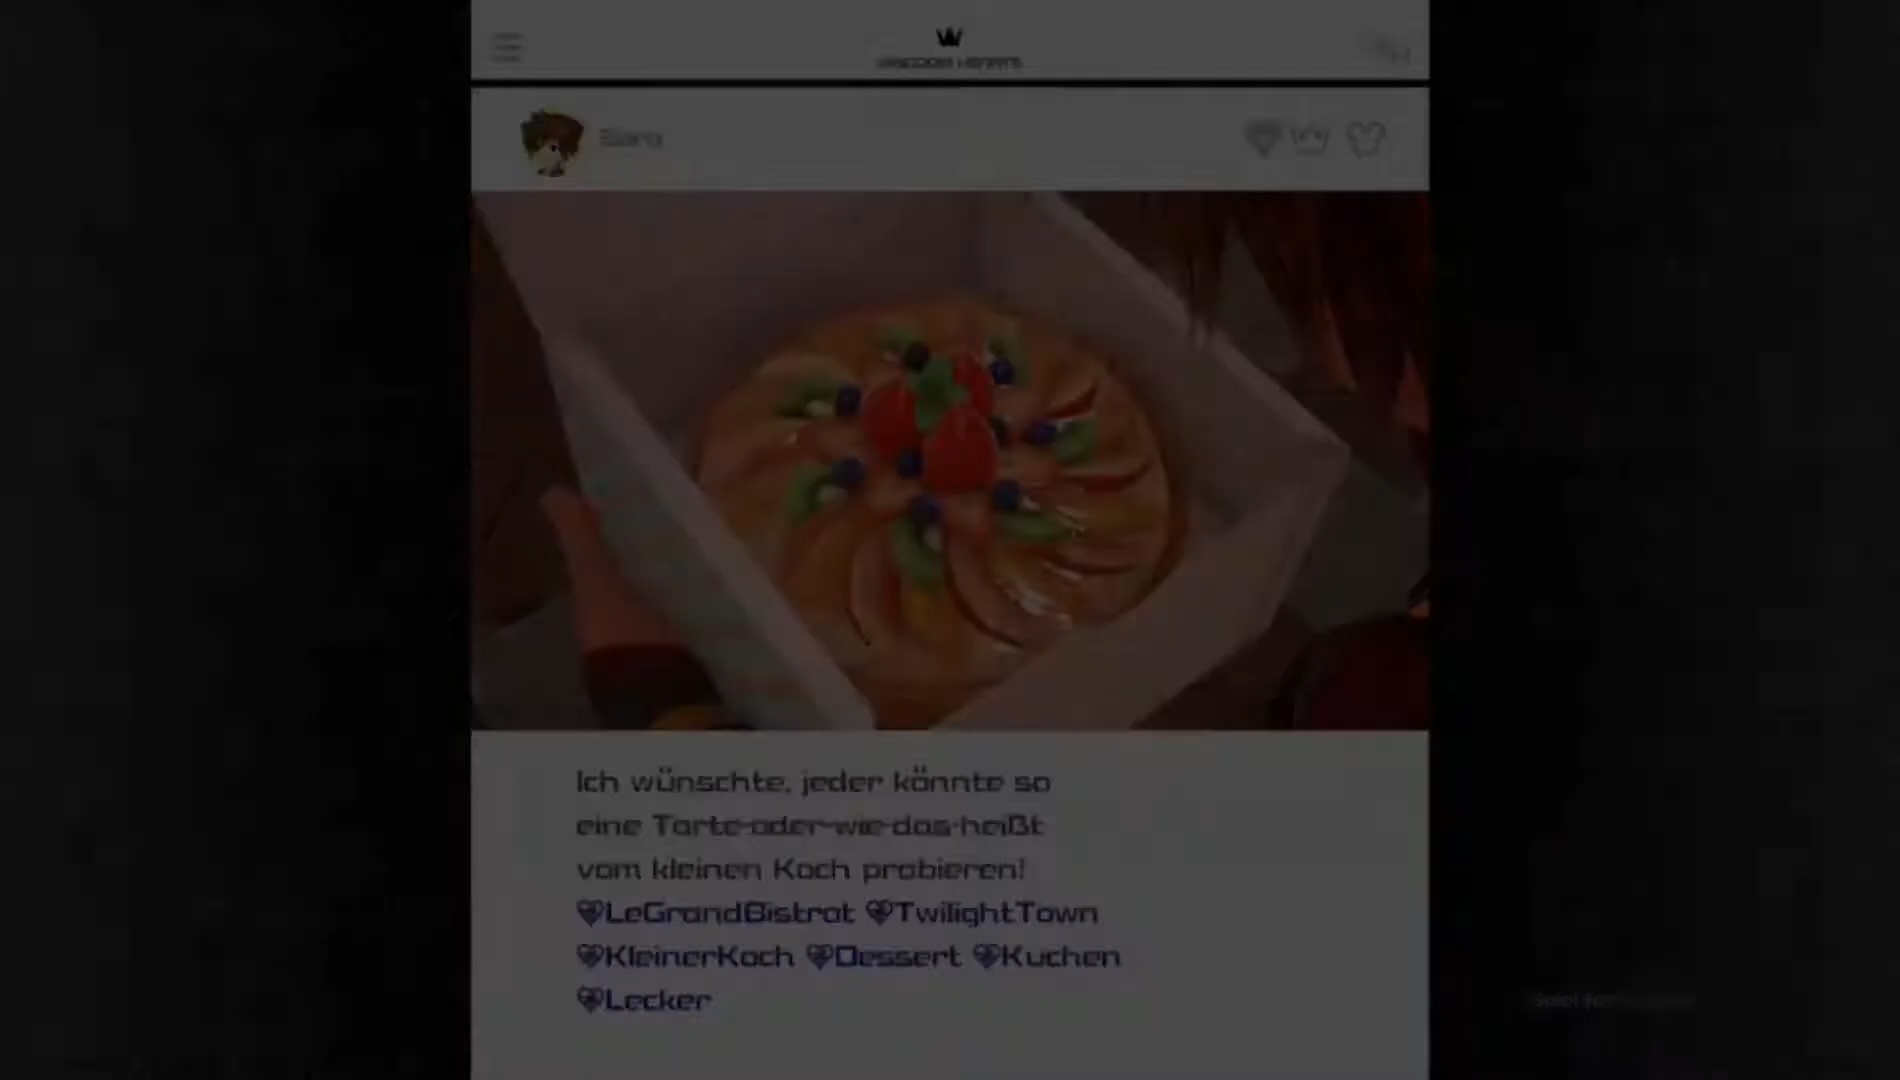 KINGDOM HEARTS
Sora
Ich wünschte, jeder könnte so
eine Tarte-oder-wie-das-heißt
vom kleinen Koch probieren!
LeGrandBistrot TwilightTown
KleinerKoch Dessert Kuchen
Lecker